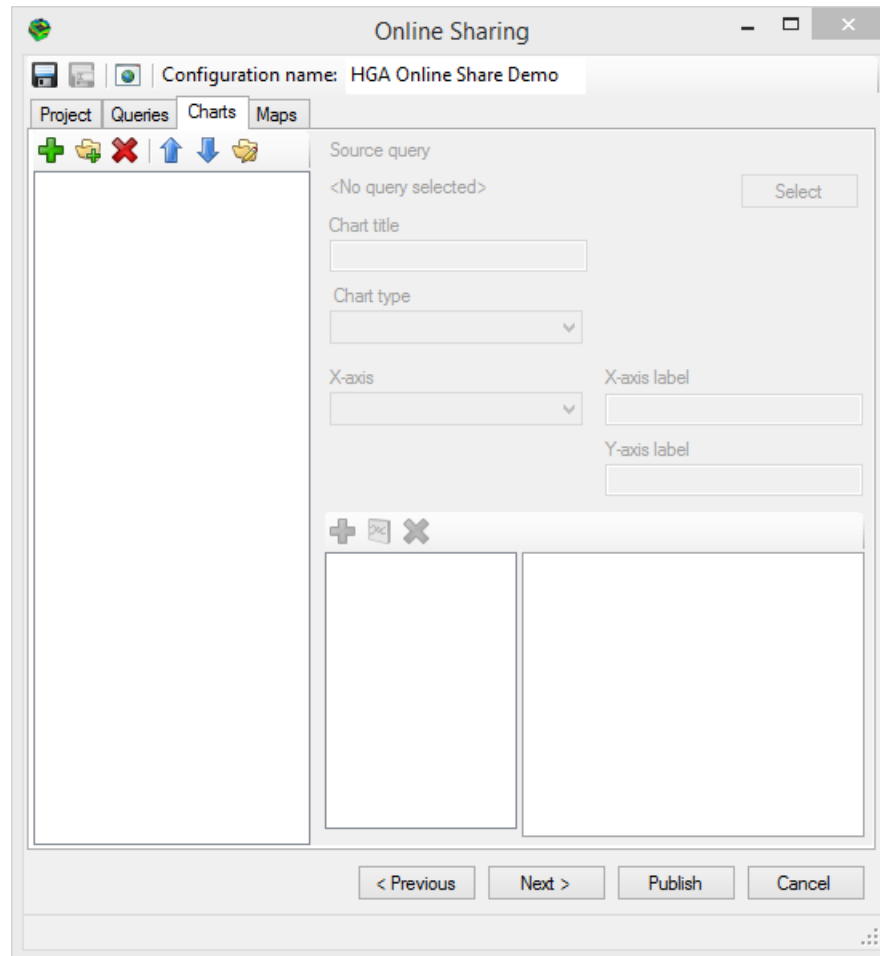 Online Sharing
Configuration name: HGA Online Share Demo
Project Queries Charts Maps
Source query
<No query selected>
Select
Chart title
Chart type
X-axis
X-axis label
Y-axis label
< Previous
Next >
Publish
Cancel